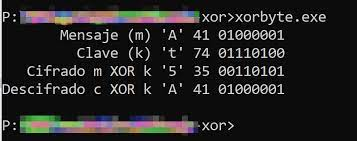 P: xor>xorbyte.exe
Mensaje (m) 'A' 41 01000001
Clave (k) 't' 74 01110100
Cifrado m XOR k '5' 35 00110101
Descifrado c XOR k 'A' 41 01000001
P: -xor>